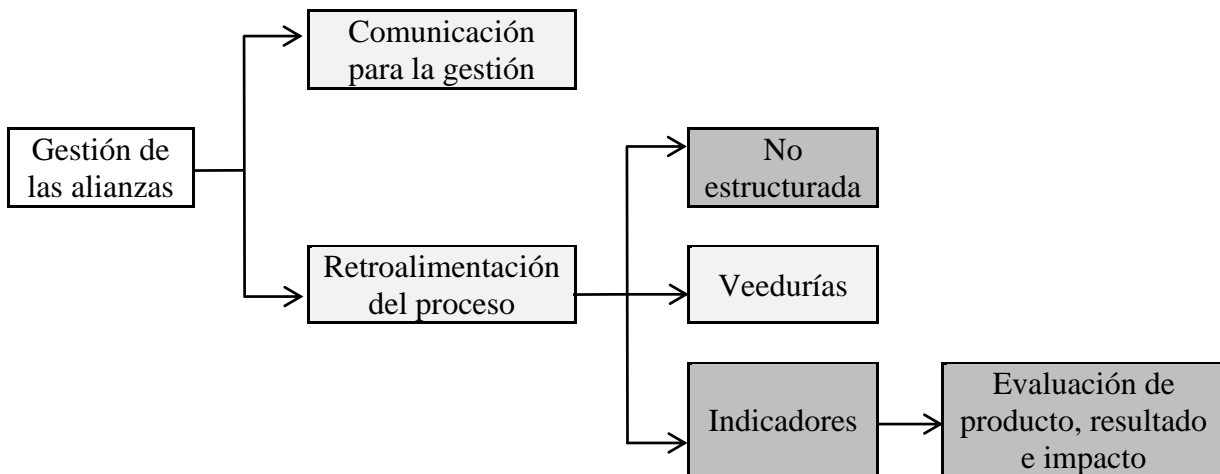 Comunicación
para la gestión
Gestión de
las alianzas
No
estructurada
Retroalimentación
del proceso
Veedurías
Indicadores
Evaluación de
producto, resultado
e impacto